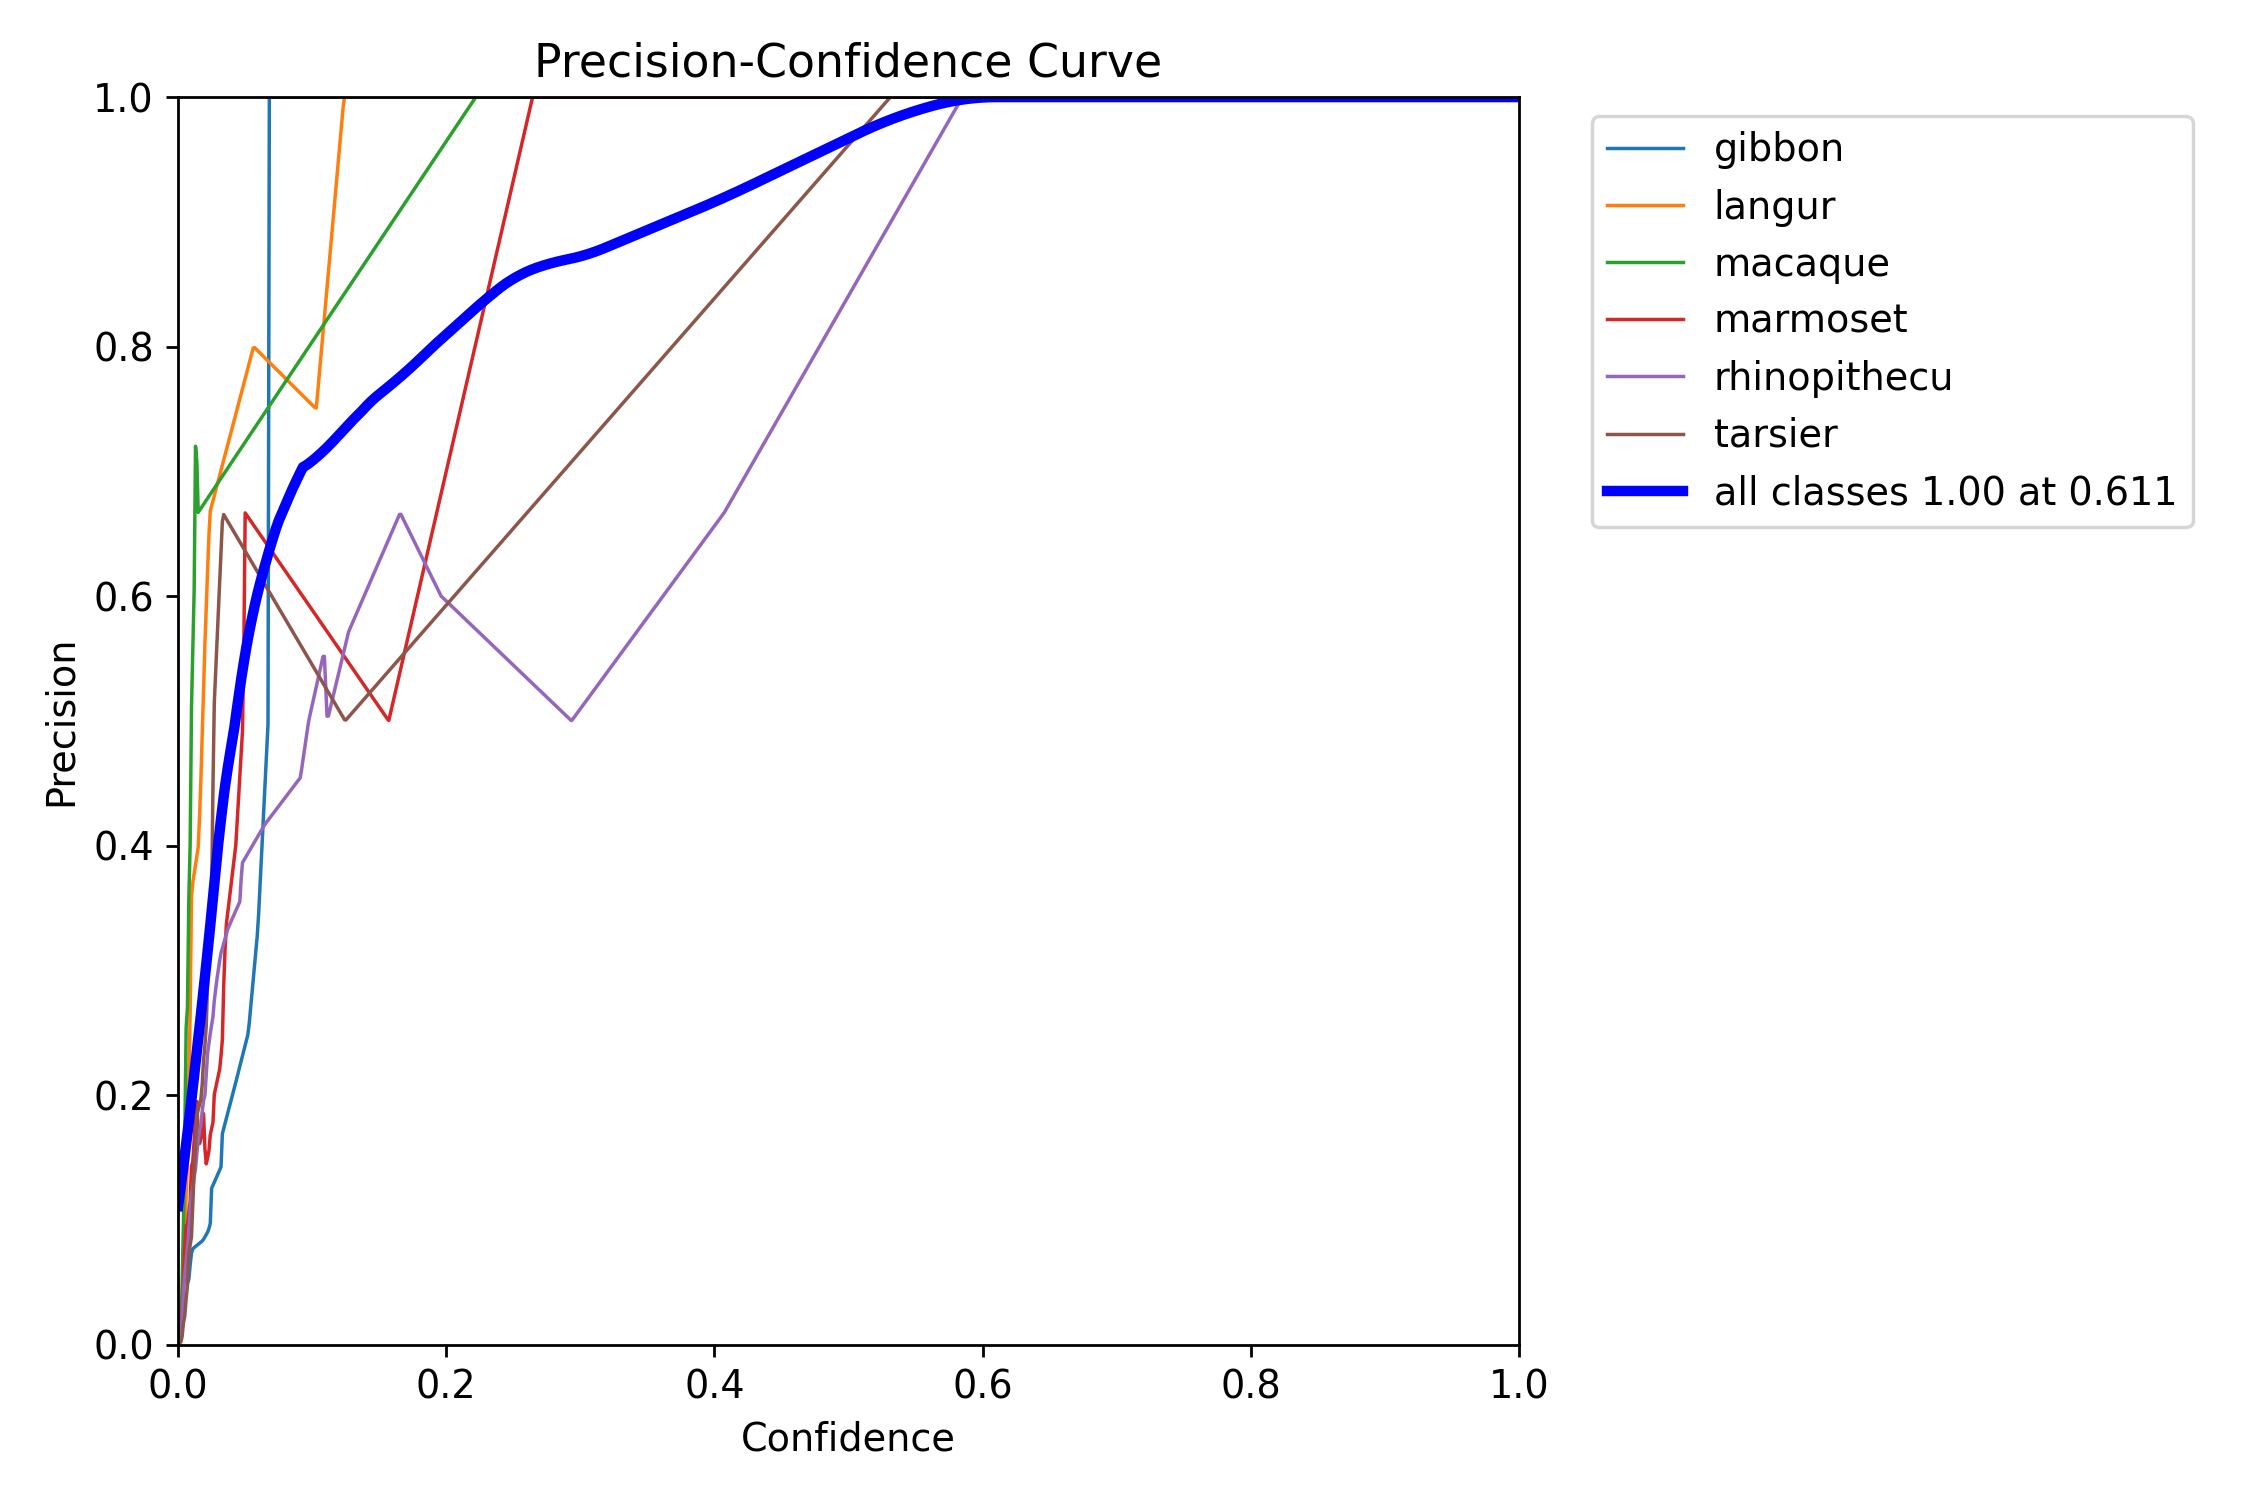 Precision-Confidence Curve
1.0
0.8
0.6
0.4
0.2
0.0
Precision
0.0 0.2 0.4 0.6 0.8 1.0
Confidence
gibbon
langur
macaque
marmoset
rhinopithecu
tarsier
all classes 1.00 at 0.611